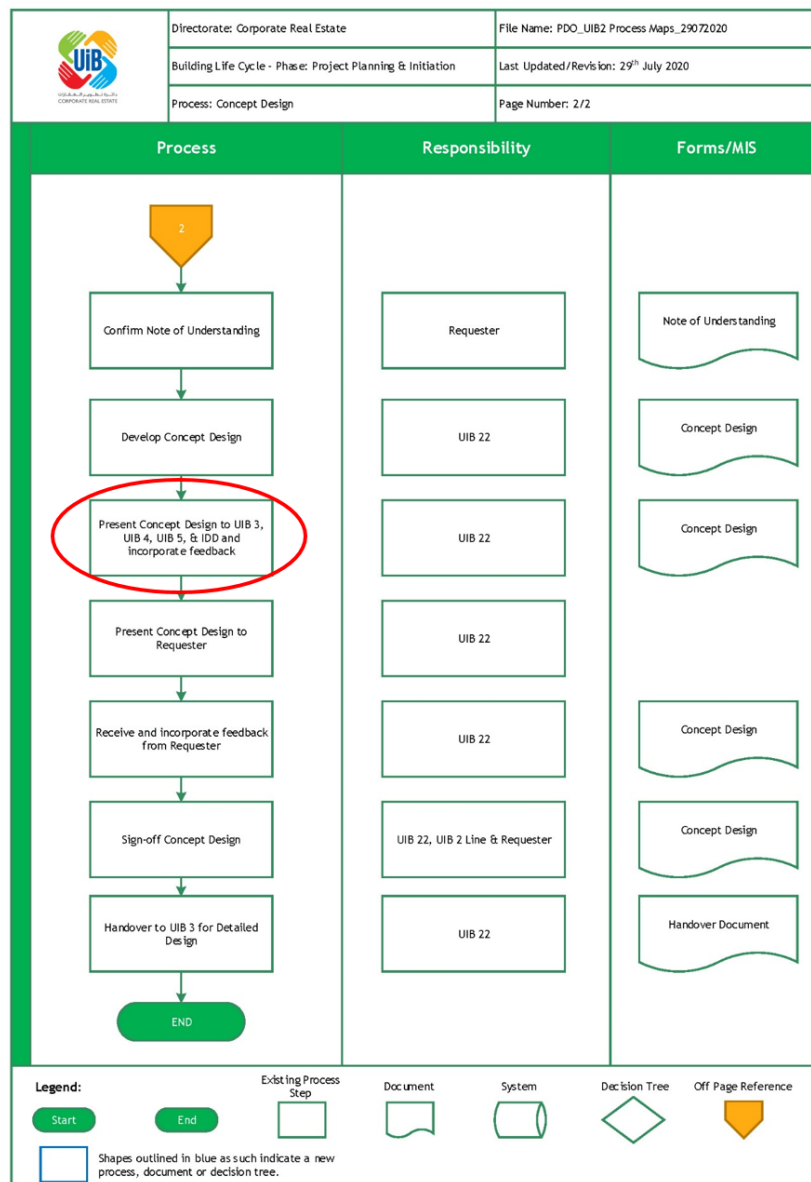 Directorate: Corporate Real Estate
File Name: PDO_UIB2 Process Maps_29072020
UiB
CORPORATE REAL ESTATE
Building Life Cycle - Phase: Project Planning & Initiation
Last Updated/Revision: 29th July 2020
Process: Concept Design
Page Number: 2/2
Process
Responsibility
Forms/MIS
2
Confirm Note of Understanding
Requester
Note of Understanding
Develop Concept Design
UIB 22
Concept Design
Present Concept Design to UIB 3,
UIB 4, UIB 5, & IDD and
incorporate feedback
UIB 22
Concept Design
Present Concept Design to
Requester
UIB 22
Receive and incorporate feedback
from Requester
UIB 22
Concept Design
Sign-off Concept Design
UIB 22, UIB 2 Line & Requester
Concept Design
Handover to UIB 3 for Detailed
Design
UIB 22
Handover Document
END
Legend:
Start
End
Existing Process
Step
Document
System
Decision Tree
Off Page Reference
Shapes outlined in blue as such indicate a new
process, document or decision tree.